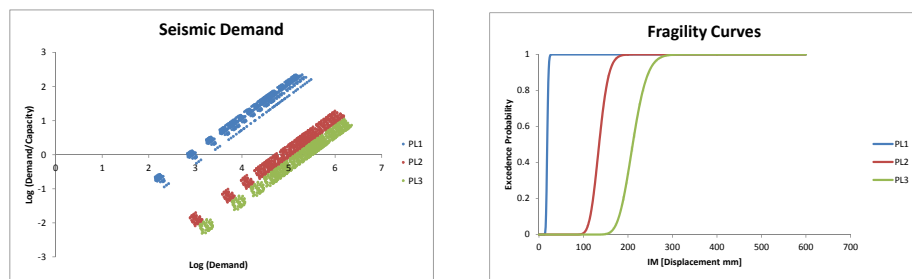 Seismic Demand
Log (Demand/Capacity)
3
2
1
0
-1
-2
-3
0
1
2
3
4
5
6
7
Log (Demand)
PL1
PL2
PL3
Fragility Curves
Excedence Probability
1
0.8
0.6
0.4
0.2
0
0
100
200
300
400
500
600
700
IM [Displacement mm]
PL1
PL2
PL3